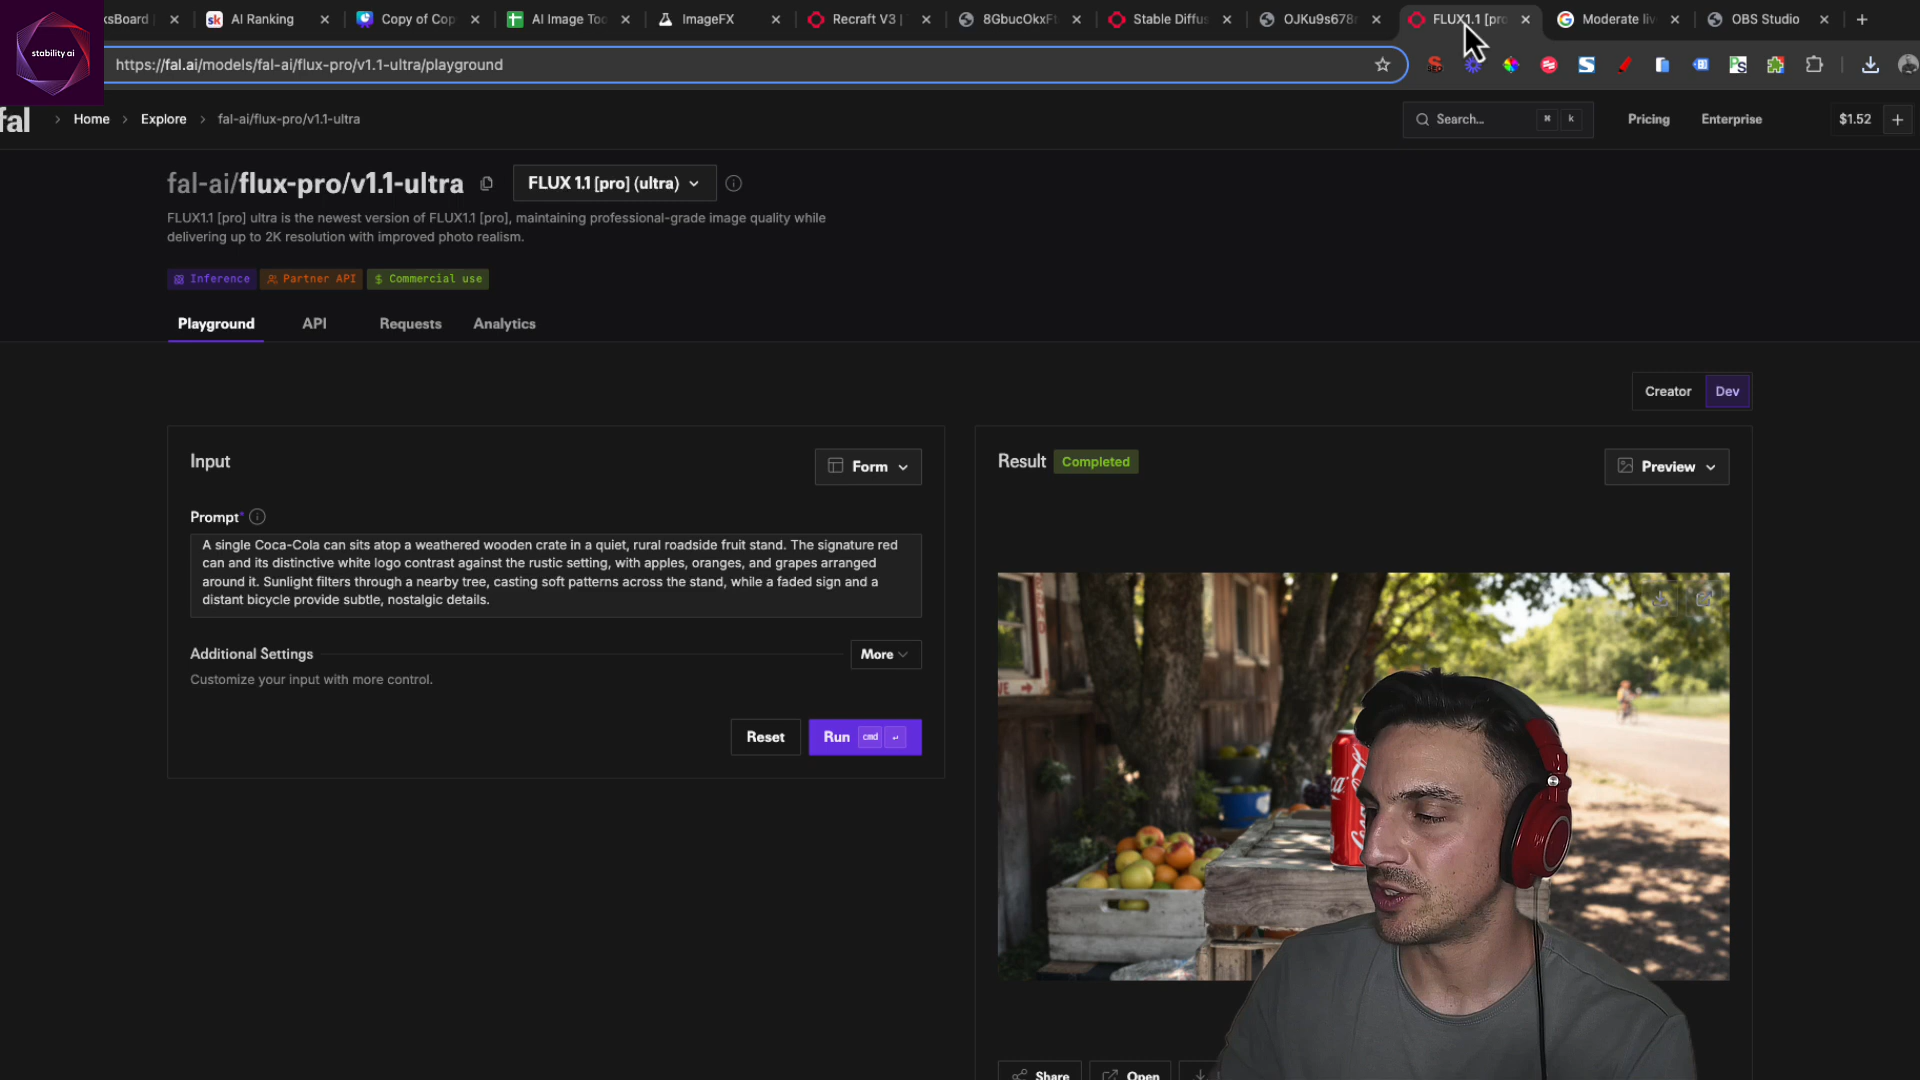 ksBoard
AI Ranking
Copy of Cop
AI Image Too
ImageFX
Recraft V3 |
8GbucOkxFt
Stable Diffus
OJKu9s678r
FLUX1.1 [pro
Moderate liv
OBS Studio
stability ai
https://fal.ai/models/fal-ai/flux-pro/v1.1-ultra/playground
fal
Home
Explore
fal-ai/flux-pro/v1.1-ultra
Search...
k
Pricing
Enterprise
$1.52
fal-ai/flux-pro/v1.1-ultra
FLUX 1.1 [pro] (ultra)
FLUX1.1 [pro] ultra is the newest version of FLUX1.1 [pro], maintaining professional-grade image quality while
delivering up to 2K resolution with improved photo realism.
Inference
Partner API
$ Commercial use
Playground
API
Requests
Analytics
Creator
Dev
Input
Form
Prompt*
A single Coca-Cola can sits atop a weathered wooden crate in a quiet, rural roadside fruit stand. The signature red
can and its distinctive white logo contrast against the rustic setting, with apples, oranges, and grapes arranged
around it. Sunlight filters through a nearby tree, casting soft patterns across the stand, while a faded sign and a
distant bicycle provide subtle, nostalgic details.
Additional Settings
More
Customize your input with more control.
Reset
Run
cmd
Result
Completed
Preview
Share
Open